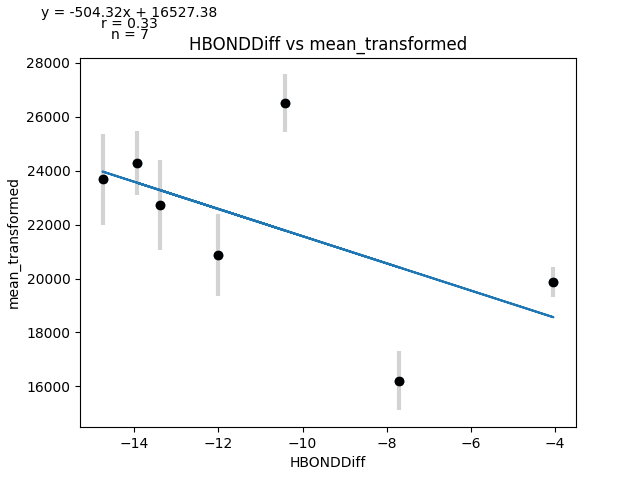 y = -504.32x + 16527.38
r = 0.33
n = 7
HBONDDiff vs mean_transformed
28000
26000
24000
22000
20000
18000
16000
mean_transformed
−14
−12
−10
−8
−6
−4
HBONDDiff